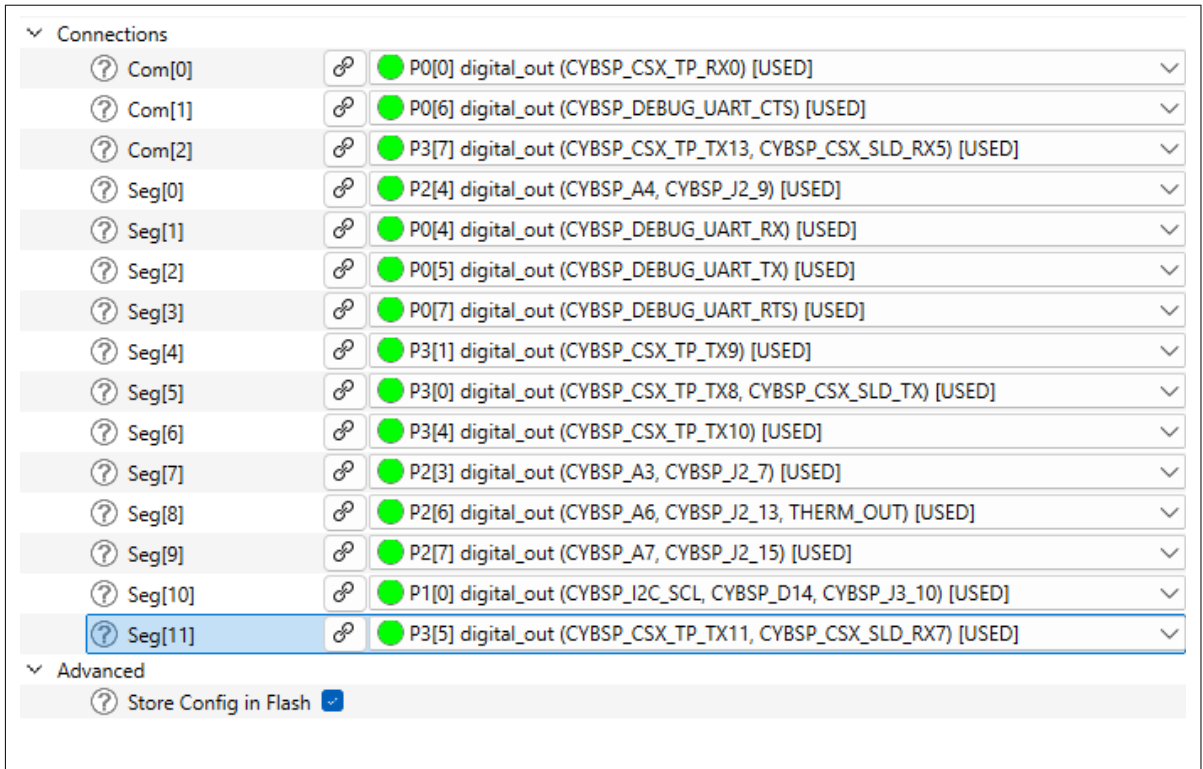 Connections
Com[0] P0[0] digital_out (CYBSP_CSX_TP_RX0) [USED]
Com[1] P0[6] digital_out (CYBSP_DEBUG_UART_CTS) [USED]
Com[2] P3[7] digital_out (CYBSP_CSX_TP_TX13, CYBSP_CSX_SLD_RX5) [USED]
Seg[0] P2[4] digital_out (CYBSP_A4, CYBSP_J2_9) [USED]
Seg[1] P0[4] digital_out (CYBSP_DEBUG_UART_RX) [USED]
Seg[2] P0[5] digital_out (CYBSP_DEBUG_UART_TX) [USED]
Seg[3] P0[7] digital_out (CYBSP_DEBUG_UART_RTS) [USED]
Seg[4] P3[1] digital_out (CYBSP_CSX_TP_TX9) [USED]
Seg[5] P3[0] digital_out (CYBSP_CSX_TP_TX8, CYBSP_CSX_SLD_TX) [USED]
Seg[6] P3[4] digital_out (CYBSP_CSX_TP_TX10) [USED]
Seg[7] P2[3] digital_out (CYBSP_A3, CYBSP_J2_7) [USED]
Seg[8] P2[6] digital_out (CYBSP_A6, CYBSP_J2_13, THERM_OUT) [USED]
Seg[9] P2[7] digital_out (CYBSP_A7, CYBSP_J2_15) [USED]
Seg[10] P1[0] digital_out (CYBSP_I2C_SCL, CYBSP_D14, CYBSP_J3_10) [USED]
Seg[11] P3[5] digital_out (CYBSP_CSX_TP_TX11, CYBSP_CSX_SLD_RX7) [USED]
Advanced
Store Config in Flash